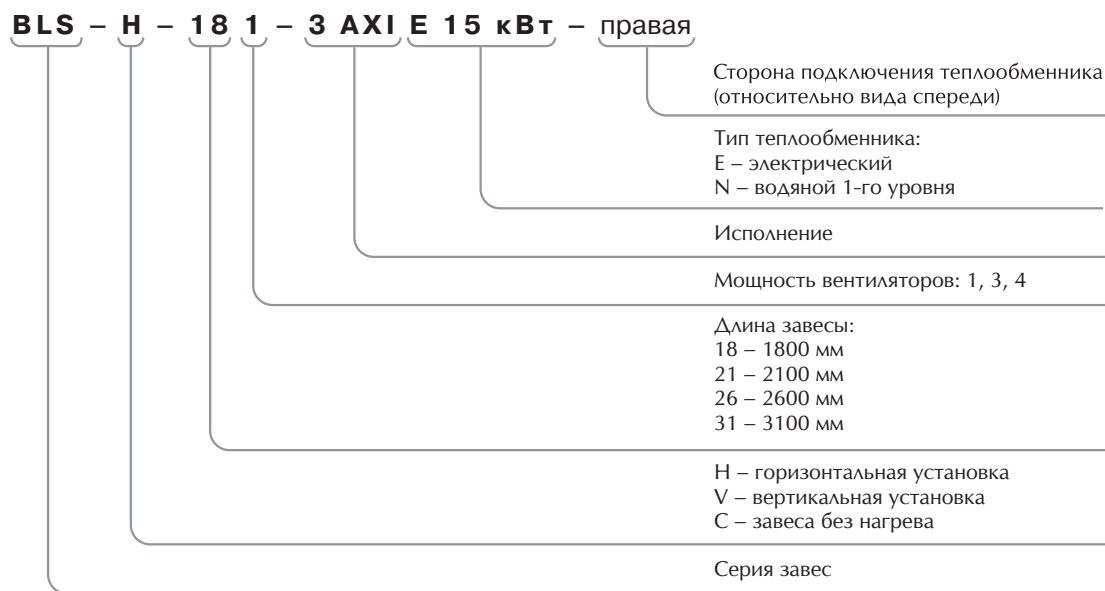 BLS – Н – 18 1 – 3 AXI E 15 кВт – правая
Сторона подключения теплообменника
(относительно вида спереди)
Тип теплообменника:
E – электрический
N – водяной 1-го уровня
Исполнение
Мощность вентиляторов: 1, 3, 4
Длина завесы:
18 – 1800 мм
21 – 2100 мм
26 – 2600 мм
31 – 3100 мм
H – горизонтальная установка
V – вертикальная установка
C – завеса без нагрева
Серия завес